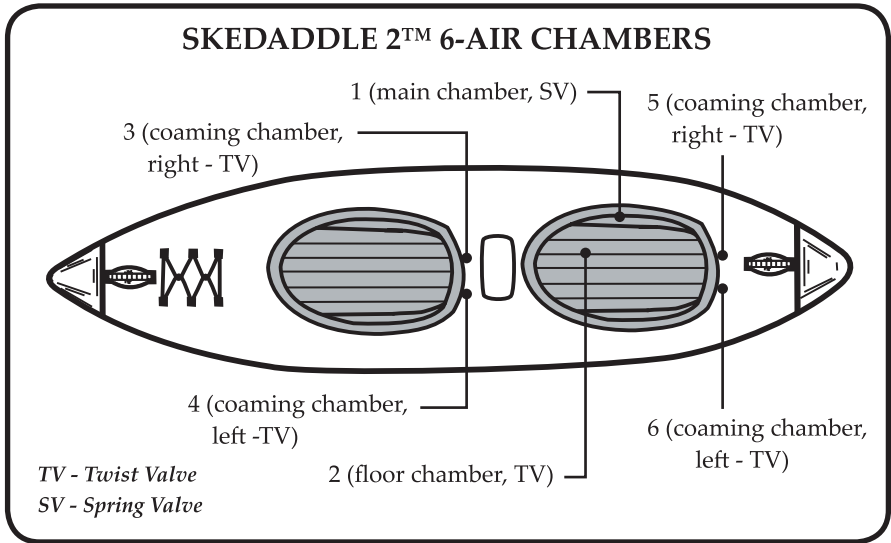 SKEDADDLE 2™ 6-AIR CHAMBERS
1 (main chamber, SV)
5 (coaming chamber,
right - TV)
3 (coaming chamber,
right - TV)
4 (coaming chamber,
left -TV)
6 (coaming chamber,
left - TV)
2 (floor chamber, TV)
TV - Twist Valve
SV - Spring Valve